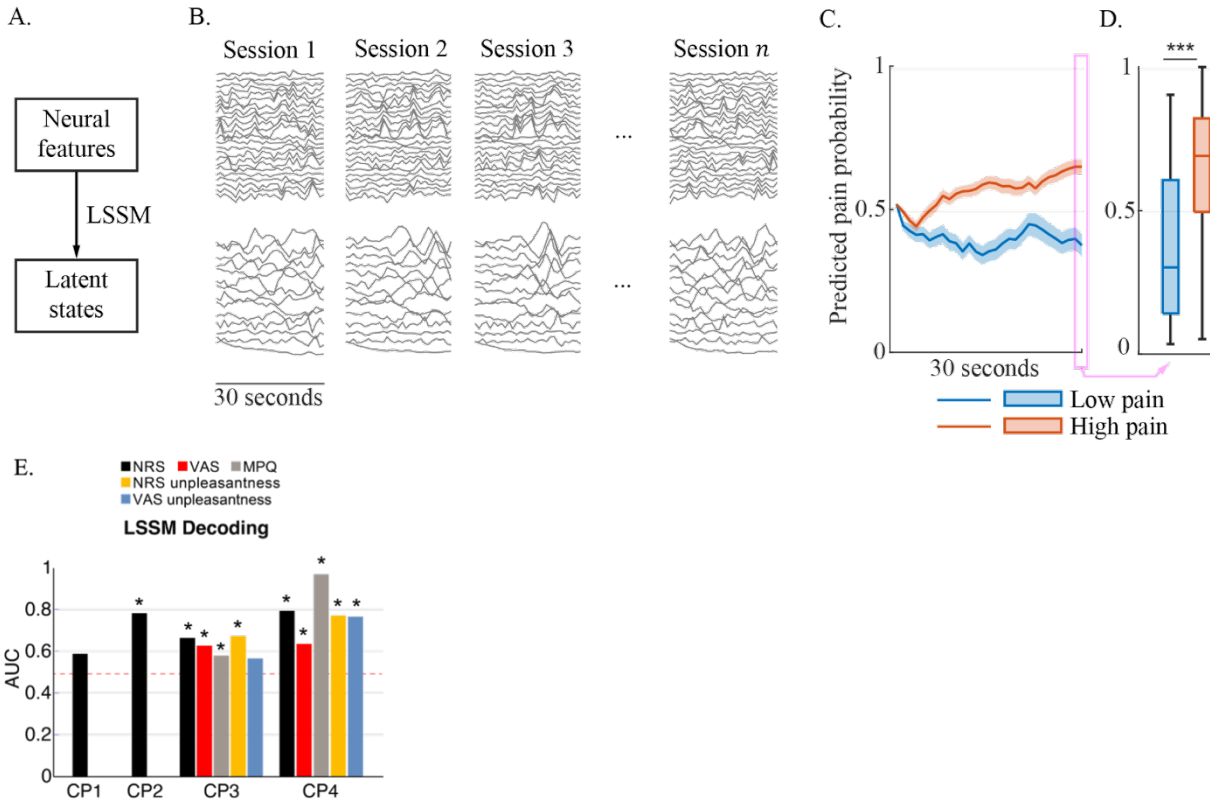 A.
Neural
features
LSSM
Latent
states
B.
Session 1 Session 2 Session 3 Session n
...
...
30 seconds
C.
Predicted pain probability
1
0.5
0
30 seconds
D.
***
1
0.5
0
Low pain
High pain
E.
NRS VAS MPQ
NRS unpleasantness
VAS unpleasantness
LSSM Decoding
AUC
1
0.8
0.6
0.4
0.2
0
* * * * * * * * * *
CP1 CP2 CP3 CP4